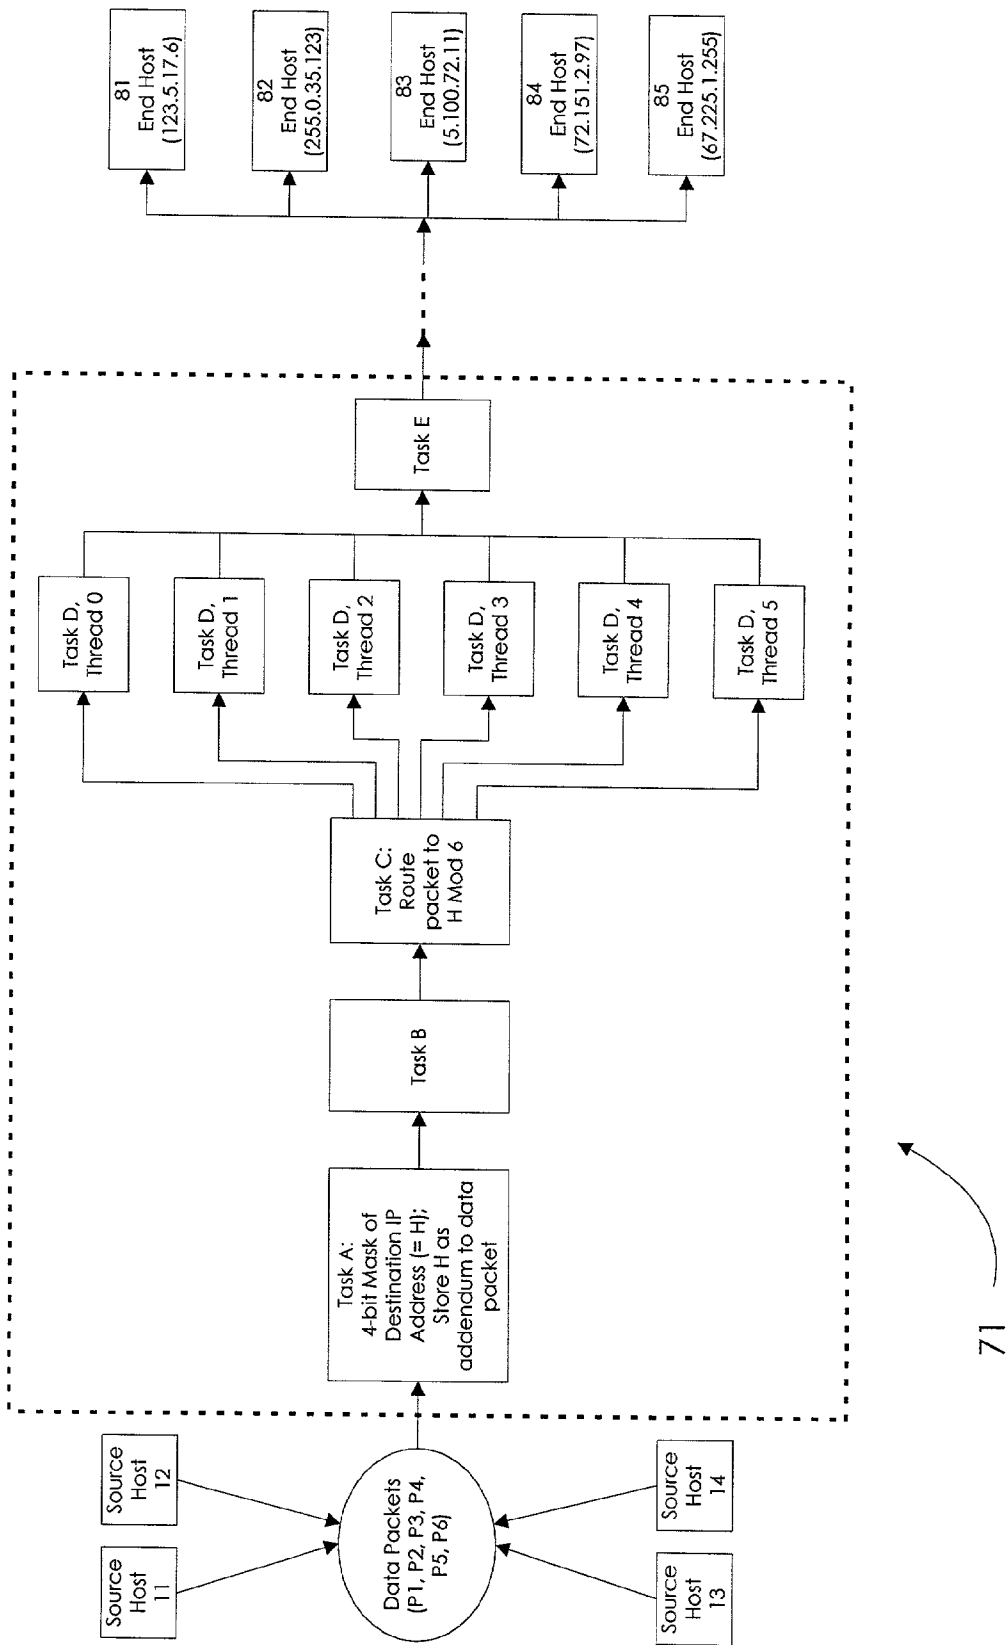 Source
Host
11
Source
Host
12
Source
Host
13
Source
Host
14
Data Packets
(P1, P2, P3, P4,
P5, P6)
Task A:
4-bit Mask of
Destination IP
Address (= H);
Store H as
addendum to data
packet
Task B
Task C:
Route
packet to
H Mod 6
Task D,
Thread 0
Task D,
Thread 1
Task D,
Thread 2
Task D,
Thread 3
Task D,
Thread 4
Task D,
Thread 5
Task E
81
End Host
(123.5.17.6)
82
End Host
(255.0.35.123)
83
End Host
(5.100.72.11)
84
End Host
(72.151.2.97)
85
End Host
(67.225.1.255)
71